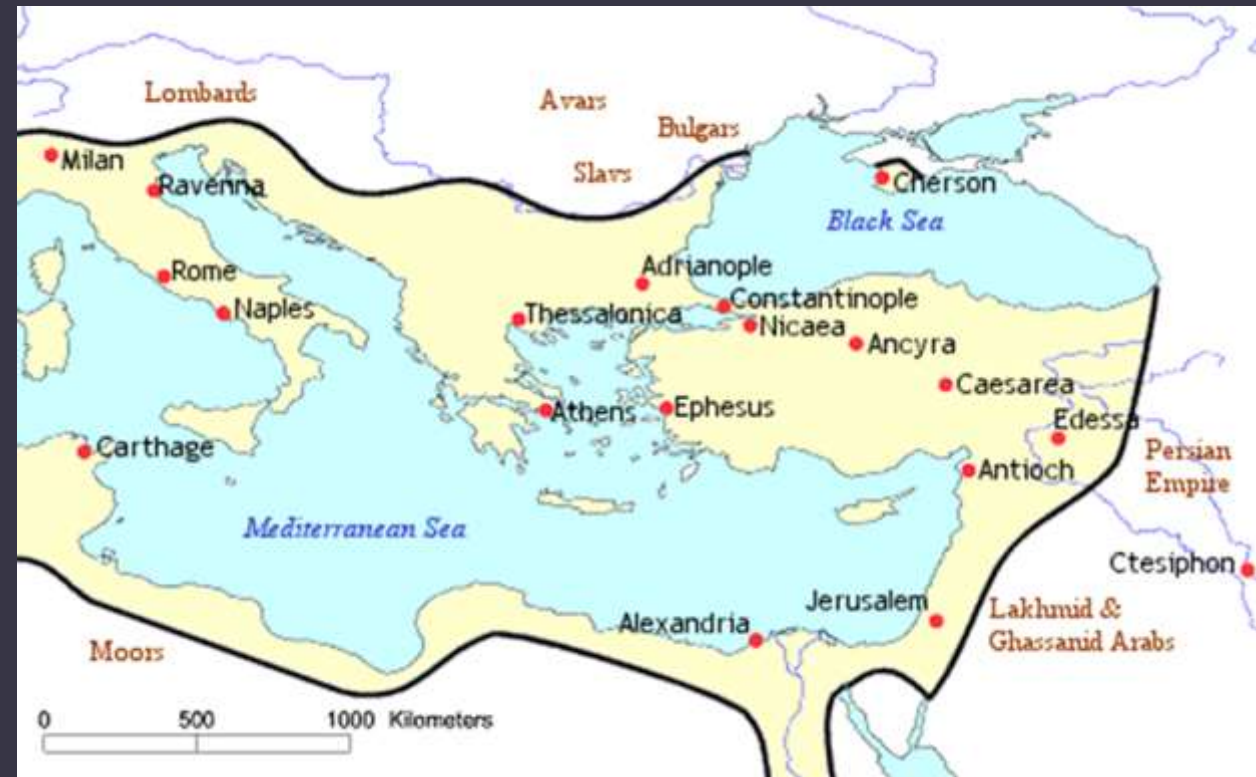 Lombards
Avars
Bulgars
Slavs
Milan
Ravenna
Cherson
Black Sea
Rome
Adrianople
Naples
Thessalonica
Constantinople
Nicaea
Ancyra
Caesarea
Athens
Ephesus
Edessa
Carthage
Antioch
Persian
Empire
Mediterranean Sea
Ctesiphon
Jerusalem
Lakhmid &
Ghassanid Arabs
Alexandria
Moors
0 500 1000 Kilometers